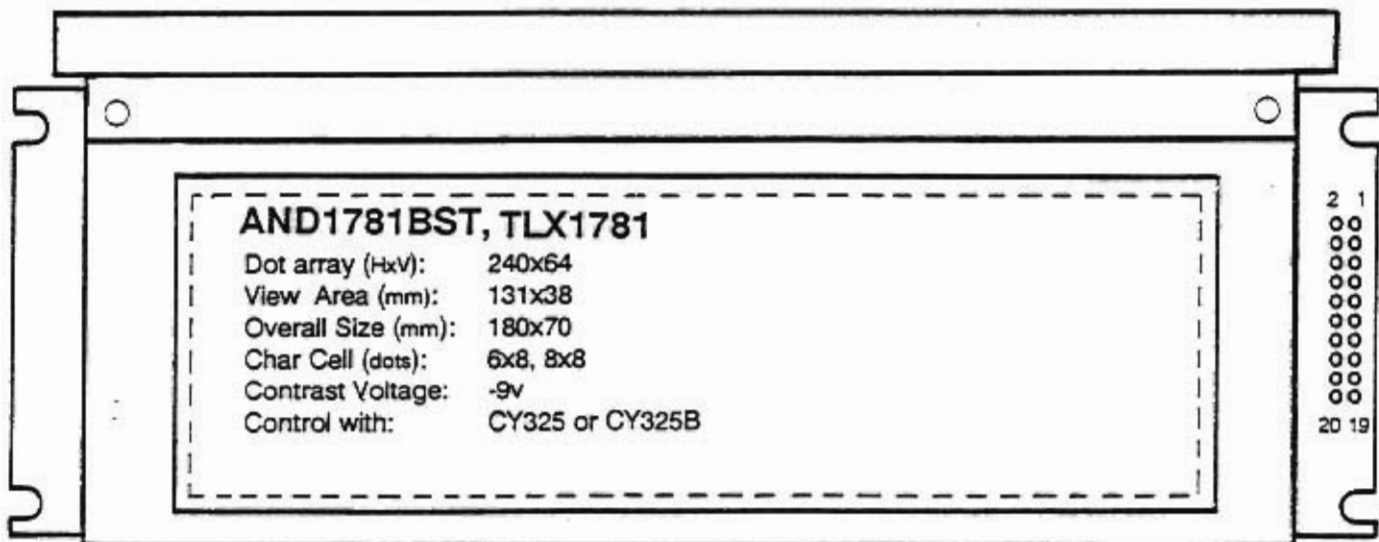 AND1781BST, TLX1781
Dot array (HxV): 240x64
View Area (mm): 131x38
Overall Size (mm): 180x70
Char Cell (dots): 6x8, 8x8
Contrast Voltage: -9v
Control with: CY325 or CY325B
2 1
20 19